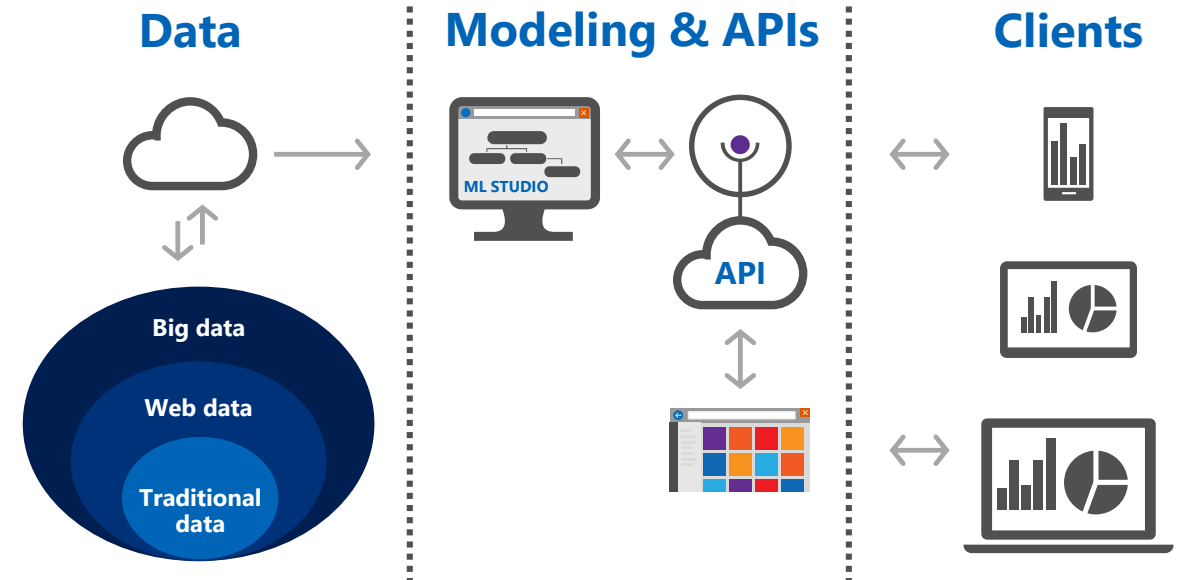 Data
Modeling & APIs
Clients
ML STUDIO
API
Big data
Web data
Traditional
data